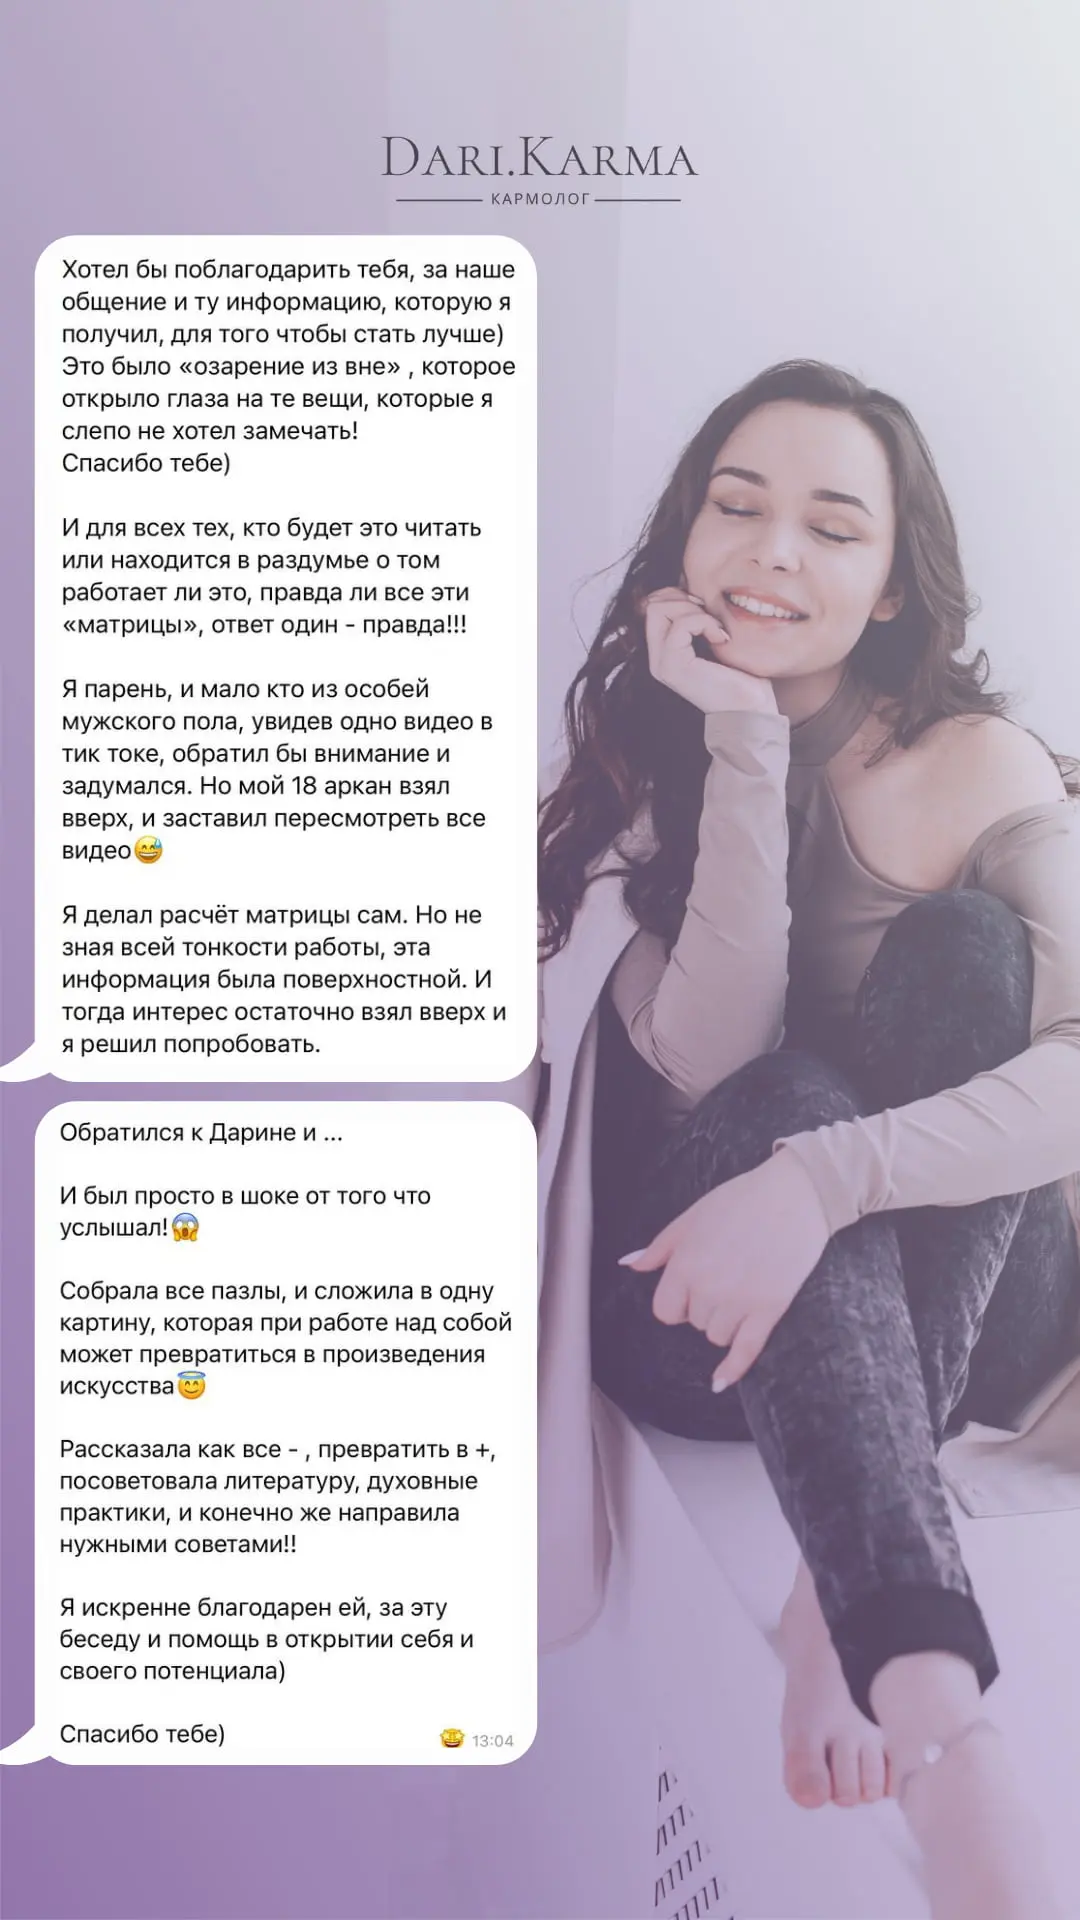 DARI.KARMA
КАРМОЛОГ
Хотел бы поблагодарить тебя, за наше
общение и ту информацию, которую я
получил, для того чтобы стать лучше)
Это было «озарение из вне» , которое
открыло глаза на те вещи, которые я
слепо не хотел замечать!
Спасибо тебе)
И для всех тех, кто будет это читать
или находится в раздумье о том
работает ли это, правда ли все эти
«матрицы», ответ один - правда!!!
Я парень, и мало кто из особей
мужского пола, увидев одно видео в
тик токе, обратил бы внимание и
задумался. Но мой 18 аркан взял
вверх, и заставил пересмотреть все
видео😅
Я делал расчёт матрицы сам. Но не
зная всей тонкости работы, эта
информация была поверхностной. И
тогда интерес остаточно взял вверх и
я решил попробовать.
Обратился к Дарине и ...
И был просто в шоке от того что
услышал!😱
Собрала все пазлы, и сложила в одну
картину, которая при работе над собой
может превратиться в произведения
искусства😇
Рассказала как все - , превратить в +,
посоветовала литературу, духовные
практики, и конечно же направила
нужными советами!!
Я искренне благодарен ей, за эту
беседу и помощь в открытии себя и
своего потенциала)
Спасибо тебе)
🤩 13:04